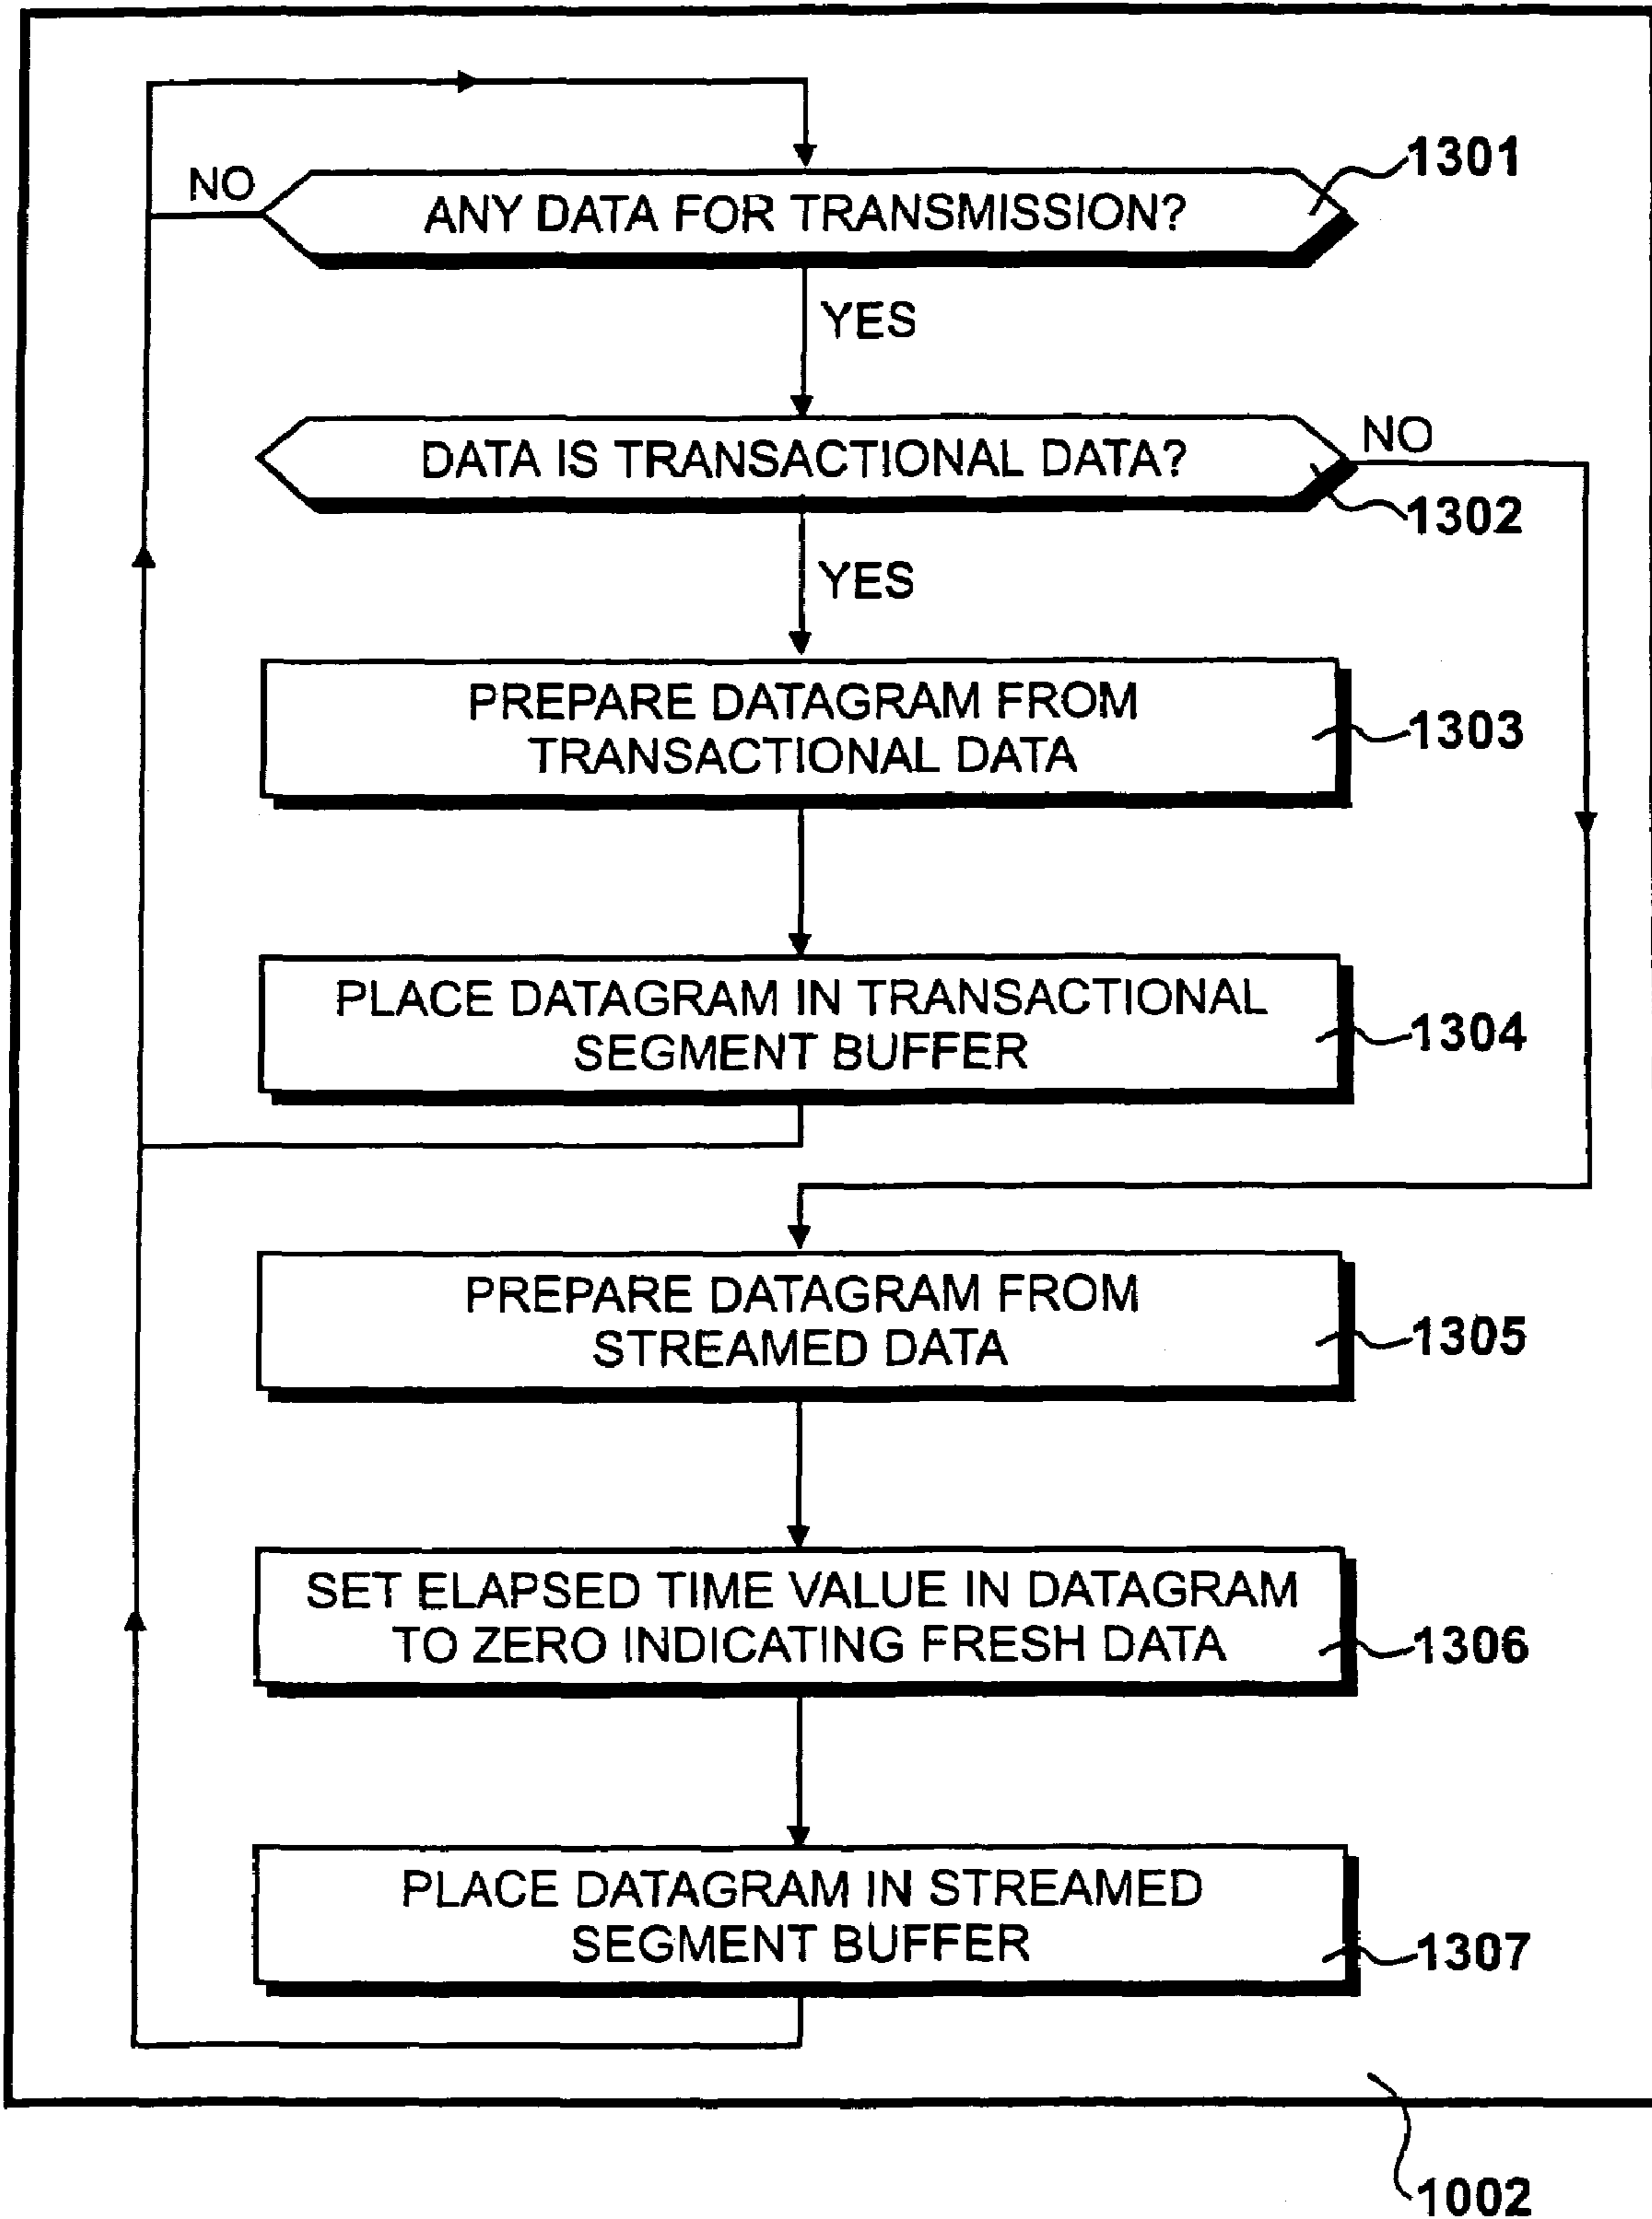 1301
NO
ANY DATA FOR TRANSMISSION?
YES
NO
DATA IS TRANSACTIONAL DATA?
1302
YES
PREPARE DATAGRAM FROM
TRANSACTIONAL DATA
1303
PLACE DATAGRAM IN TRANSACTIONAL
SEGMENT BUFFER
1304
PREPARE DATAGRAM FROM
STREAMED DATA
1305
SET ELAPSED TIME VALUE IN DATAGRAM
TO ZERO INDICATING FRESH DATA
1306
PLACE DATAGRAM IN STREAMED
SEGMENT BUFFER
1307
1002